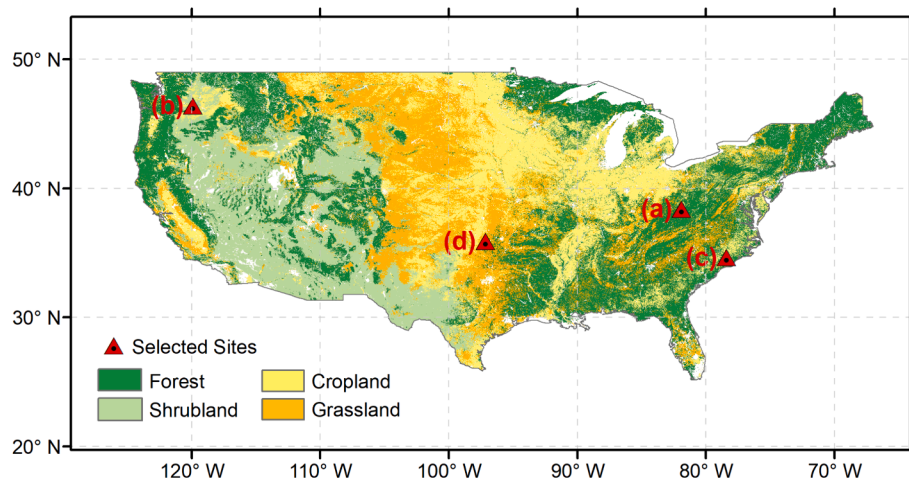 50° N
40° N
30° N
20° N
(b)
(a)
(d)
(c)
Selected Sites
Forest
Cropland
Shrubland
Grassland
120° W 110° W 100° W 90° W 80° W 70° W